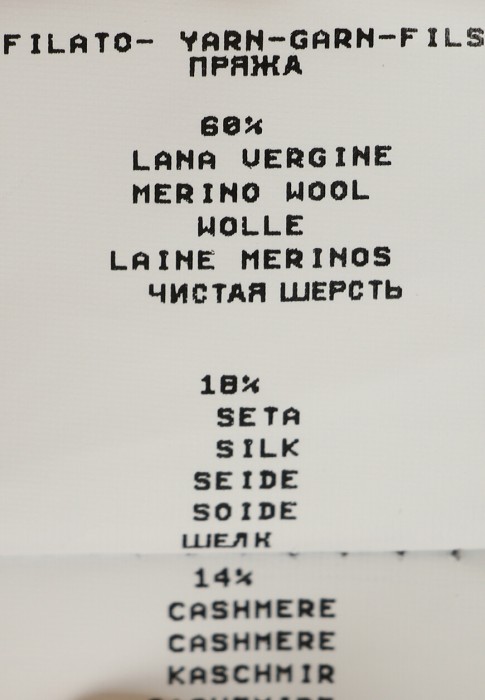 FILATO- YARN-GARN-FILS
ПРЯЖА
60%
LANA VERGINE
MERINO WOOL
WOLLE
LAINE MERINOS
ЧИСТАЯ ШЕРСТЬ
18%
SETA
SILK
SEIDE
SOIDE
ШЕЛК
14%
CASHMERE
CASHMERE
KASCHMIR